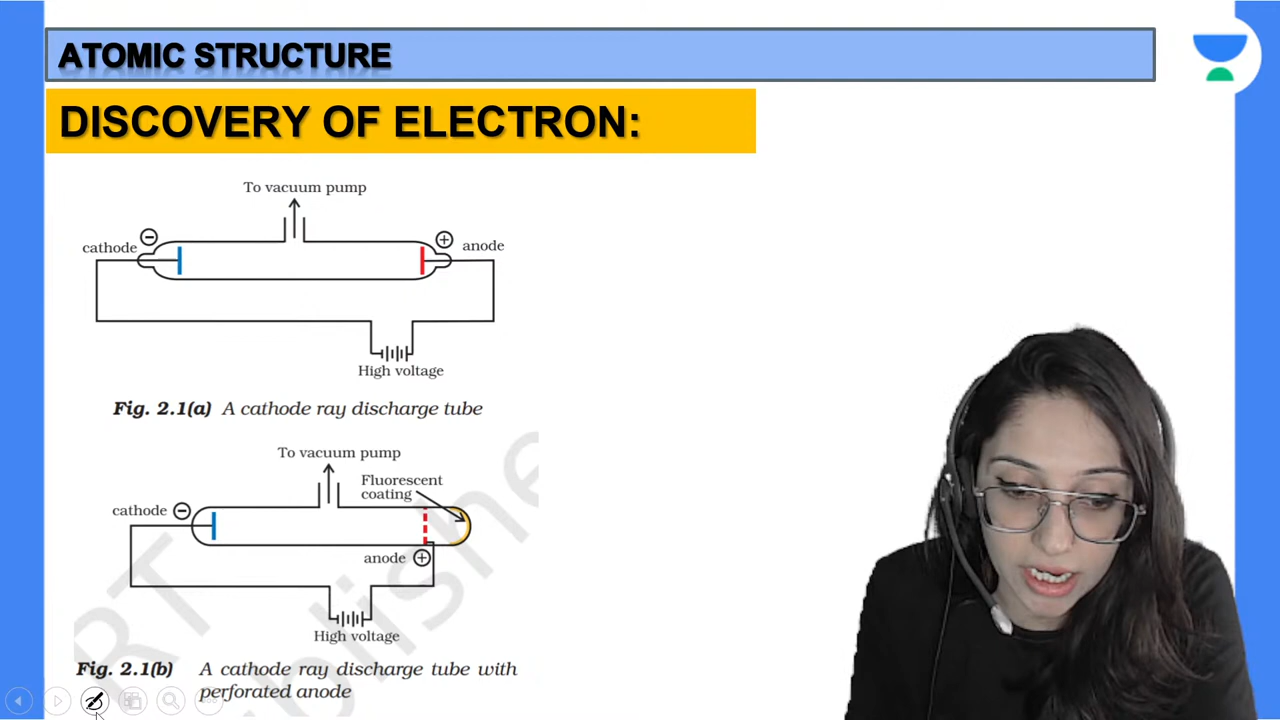 ATOMIC STRUCTURE
DISCOVERY OF ELECTRON:
To vacuum pump
cathode
anode
High voltage
Fig. 2.1(a) A cathode ray discharge tube
To vacuum pump
Fluorescent
coating
cathode
anode
High voltage
Fig. 2.1(b) A cathode ray discharge tube with
perforated anode